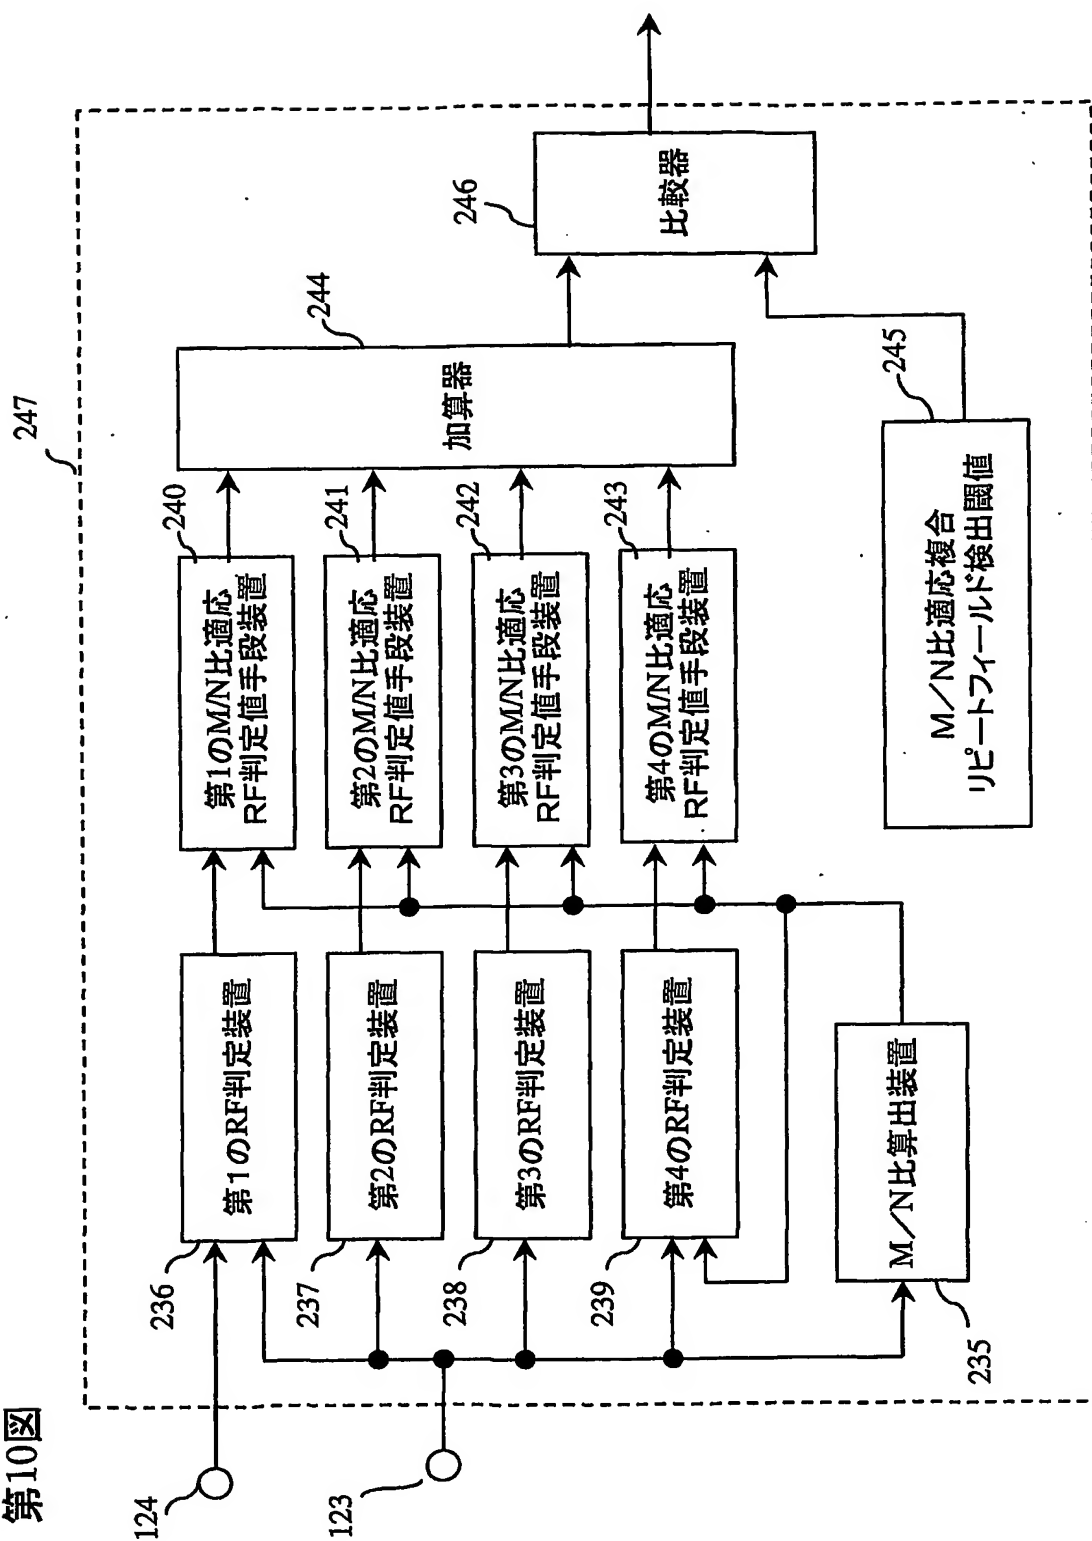 第10図
247
124
123
236
第1のRF判定装置
237
第2のRF判定装置
238
第3のRF判定装置
239
第4のRF判定装置
235
M/N比算出装置
240
第1のM/N比適応
RF判定値手段装置
241
第2のM/N比適応
RF判定値手段装置
242
第3のM/N比適応
RF判定値手段装置
243
第4のM/N比適応
RF判定値手段装置
244
加算器
245
M/N比適応複合
リピートフィールド検出閾値
246
比較器